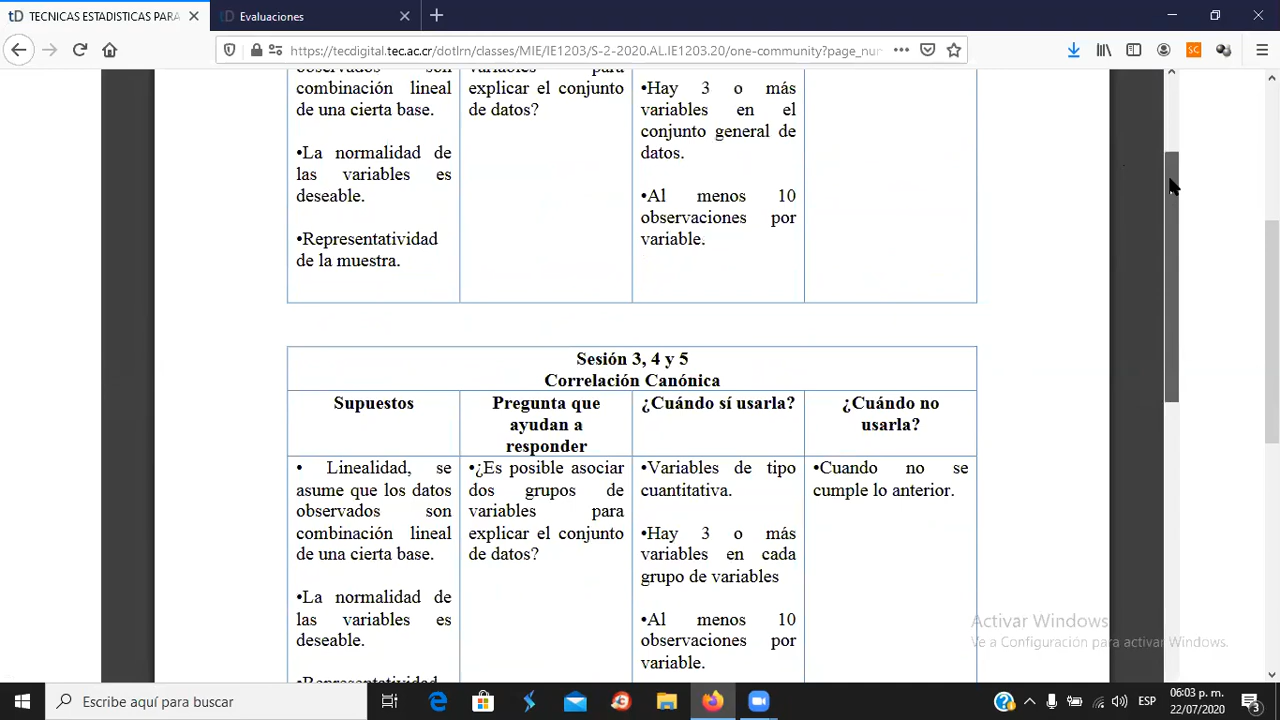 TECNICAS ESTADISTICAS PARA
Evaluaciones
https://tecdigital.tec.ac.cr/dotlrn/classes/MIE/IE1203/S-2-2020.AL.IE1203.20/one-community?page_num
combinación lineal
de una cierta base.
•La normalidad de
las variables es
deseable.
•Representatividad
de la muestra.
variables para
explicar el conjunto
de datos?
•Hay 3 o más
variables en el
conjunto general de
datos.
•Al menos 10
observaciones por
variable.
Sesión 3, 4 y 5
Correlación Canónica
Supuestos
Pregunta que
ayudan a
responder
¿Cuándo sí usarla?
¿Cuándo no
usarla?
• Linealidad, se
asume que los datos
observados son
combinación lineal
de una cierta base.
•La normalidad de
las variables es
deseable.
•Representatividad
•¿Es posible asociar
dos grupos de
variables para
explicar el conjunto
de datos?
•Variables de tipo
cuantitativa.
•Hay 3 o más
variables en cada
grupo de variables
•Al menos 10
observaciones por
variable.
•Cuando no se
cumple lo anterior.
Activar Windows
Ve a Configuración para activar Windows.
Escribe aquí para buscar
ESP
06:03 p. m.
22/07/2020
3